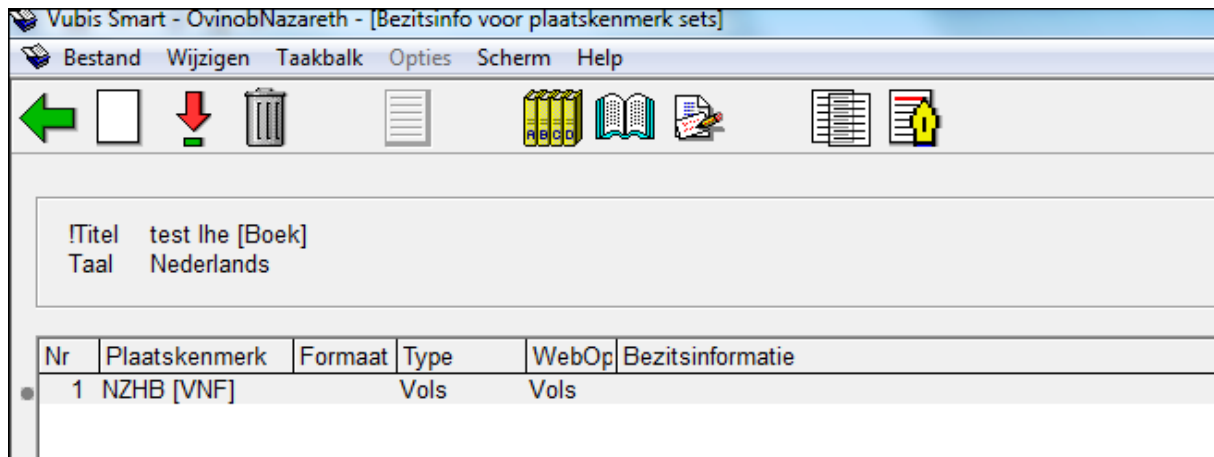 Vubis Smart - OvinobNazareth - [Bezitsinfo voor plaatskenmerk sets]
Bestand Wijzigen Taakbalk Opties Scherm Help
A B C D
!Titel test lhe [Boek]
Taal Nederlands
Nr Plaatskenmerk Formaat Type WebOp Bezitsinformatie
1 NZHB [VNF] Vols Vols